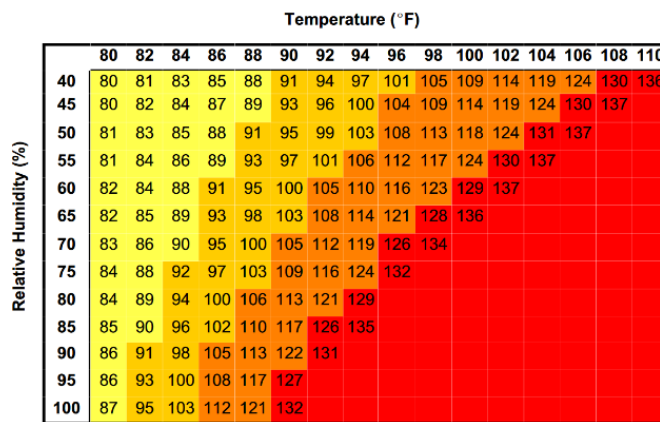 Temperature (°F)
80 82 84 86 88 90 92 94 96 98 100 102 104 106 108 110
Relative Humidity (%)
40 80 81 83 85 88 91 94 97 101 105 109 114 119 124 130 136
45 80 82 84 87 89 93 96 100 104 109 114 119 124 130 137
50 81 83 85 88 91 95 99 103 108 113 118 124 131 137
55 81 84 86 89 93 97 101 106 112 117 124 130 137
60 82 84 88 91 95 100 105 110 116 123 129 137
65 82 85 89 93 98 103 108 114 121 128 136
70 83 86 90 95 100 105 112 119 126 134
75 84 88 92 97 103 109 116 124 132
80 84 89 94 100 106 113 121 129
85 85 90 96 102 110 117 126 135
90 86 91 98 105 113 122 131
95 86 93 100 108 117 127
100 87 95 103 112 121 132